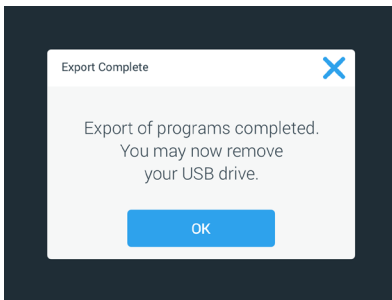 Export Complete
Export of programs completed.
You may now remove
your USB drive.
OK